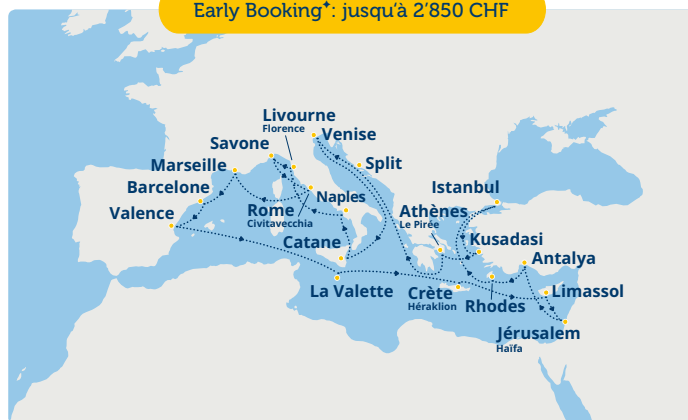 Early Booking✦: jusqu'à 2'850 CHF
Livourne
Florence
Venise
Savone
Split
Marseille
Barcelone
Istanbul
Valence
Rome
Civitavecchia
Naples
Athènes
Le Pirée
Kusadasi
Catane
Antalya
La Valette
Crète
Héraklion
Rhodes
Limassol
Jérusalem
Haïfa